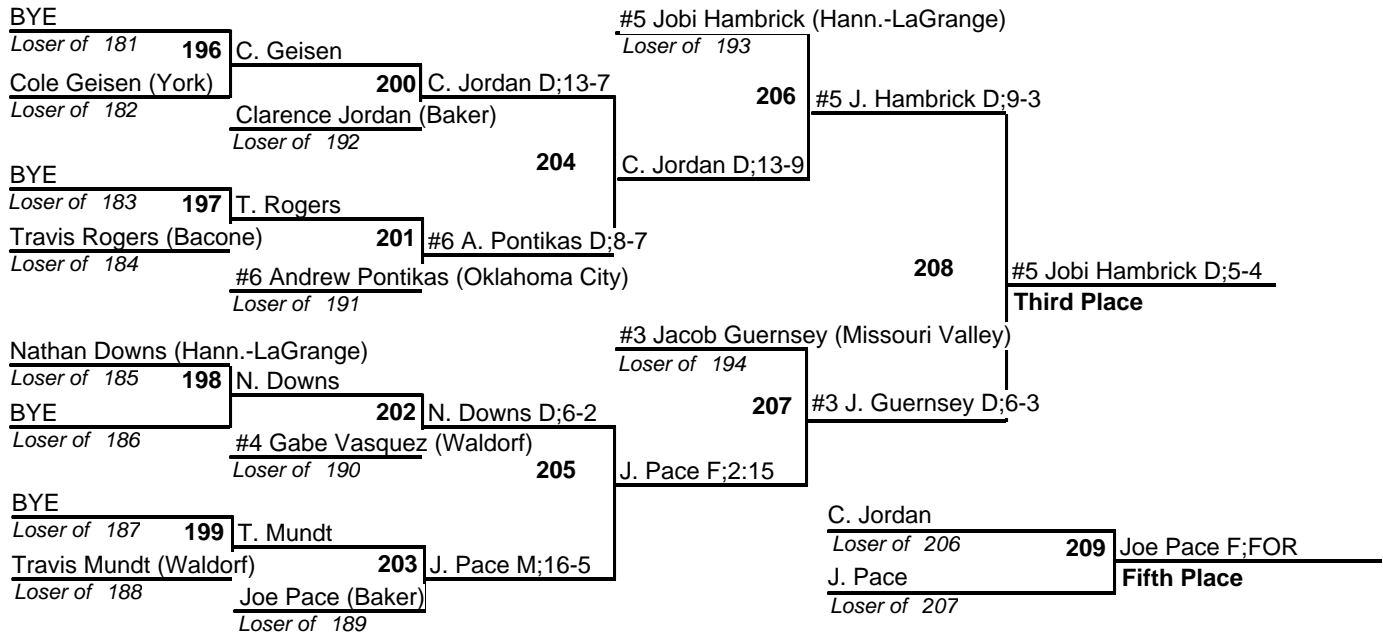 BYE
Loser of 181
196
C. Geisen
Cole Geisen (York)
Loser of 182
200
C. Jordan D;13-7
Clarence Jordan (Baker)
Loser of 192
BYE
Loser of 183
197
T. Rogers
Travis Rogers (Bacone)
Loser of 184
201
#6 A. Pontikas D;8-7
#6 Andrew Pontikas (Oklahoma City)
Loser of 191
204
C. Jordan D;13-9
#5 Jobi Hambrick (Hann.-LaGrange)
Loser of 193
206
#5 J. Hambrick D;9-3
Nathan Downs (Hann.-LaGrange)
Loser of 185
198
N. Downs
BYE
Loser of 186
202
N. Downs D;6-2
#4 Gabe Vasquez (Waldorf)
Loser of 190
BYE
Loser of 187
199
T. Mundt
Travis Mundt (Waldorf)
Loser of 188
203
J. Pace M;16-5
Joe Pace (Baker)
Loser of 189
205
J. Pace F;2:15
#3 Jacob Guernsey (Missouri Valley)
Loser of 194
207
#3 J. Guernsey D;6-3
208
#5 Jobi Hambrick D;5-4
Third Place
C. Jordan
Loser of 206
209
Joe Pace F;FOR
J. Pace
Fifth Place
Loser of 207